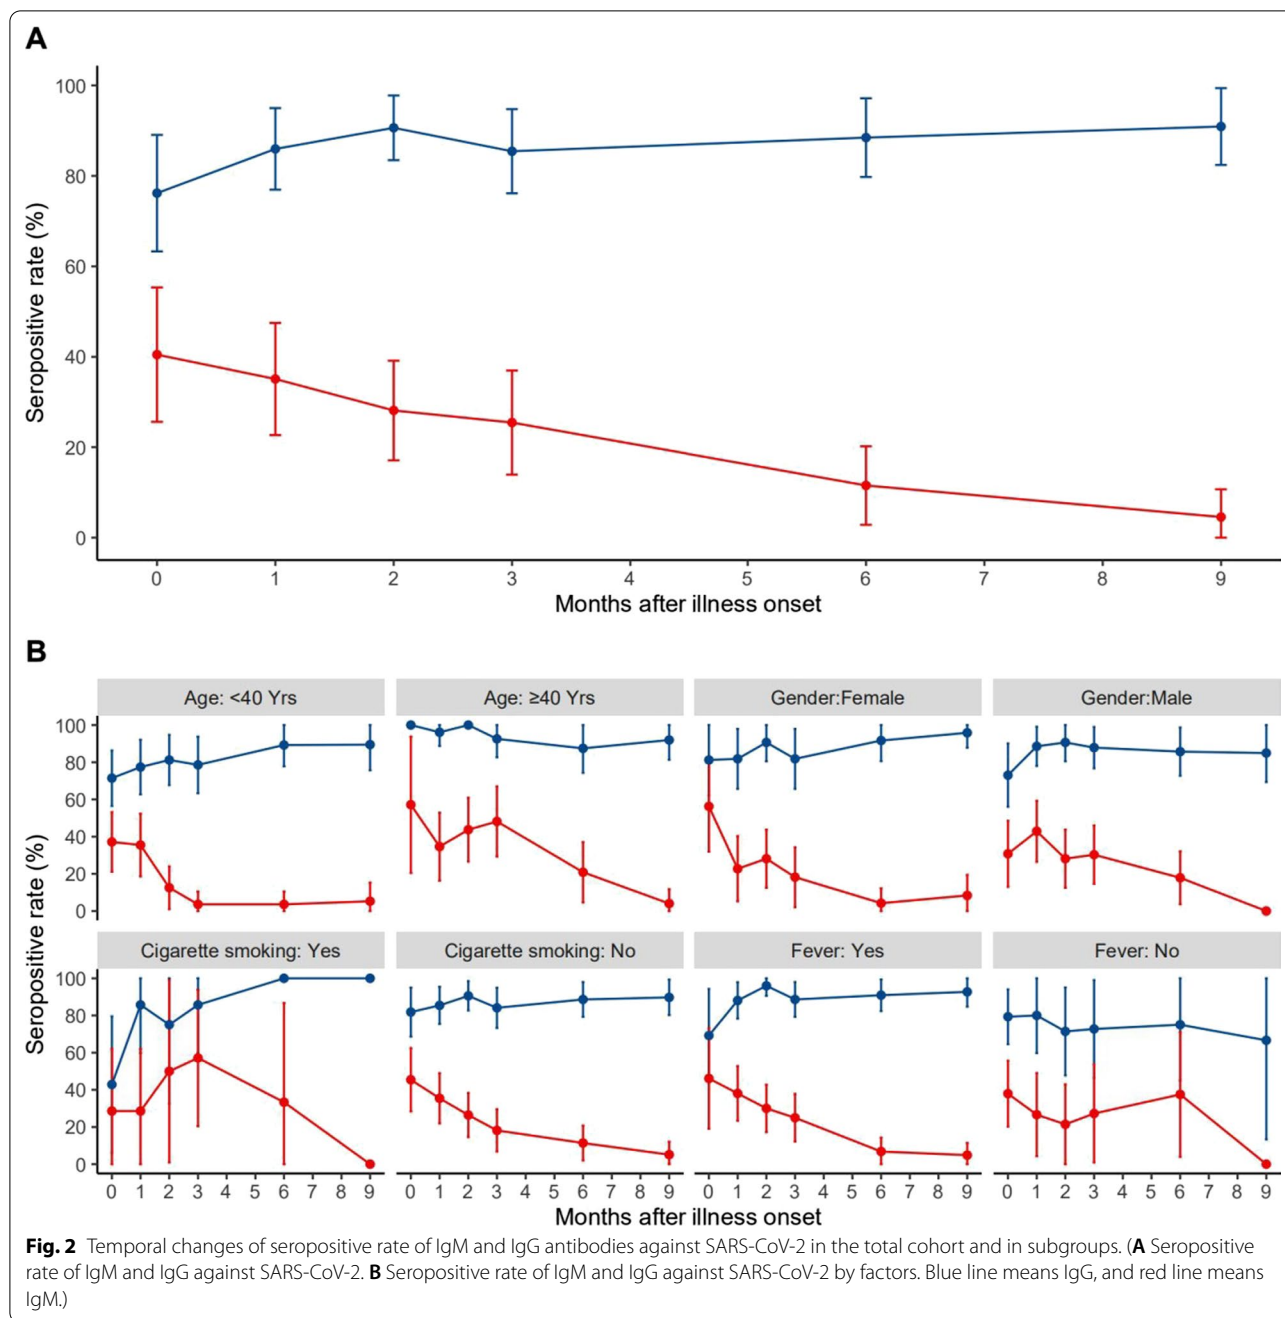 A
100
80
60
40
20
0
Seropositive rate (%)
0 1 2 3 4 5 6 7 8 9
Months after illness onset
B
Age: <40 Yrs Age: ≥40 Yrs Gender:Female Gender:Male
100
80
60
40
20
0
Cigarette smoking: Yes Cigarette smoking: No Fever: Yes Fever: No
100
80
60
40
20
0
Seropositive rate (%)
0 1 2 3 4 5 6 7 8 9 0 1 2 3 4 5 6 7 8 9 0 1 2 3 4 5 6 7 8 9 0 1 2 3 4 5 6 7 8 9
Months after illness onset
Fig. 2 Temporal changes of seropositive rate of IgM and IgG antibodies against SARS-CoV-2 in the total cohort and in subgroups. (A Seropositive
rate of IgM and IgG against SARS-CoV-2. B Seropositive rate of IgM and IgG against SARS-CoV-2 by factors. Blue line means IgG, and red line means
IgM.)